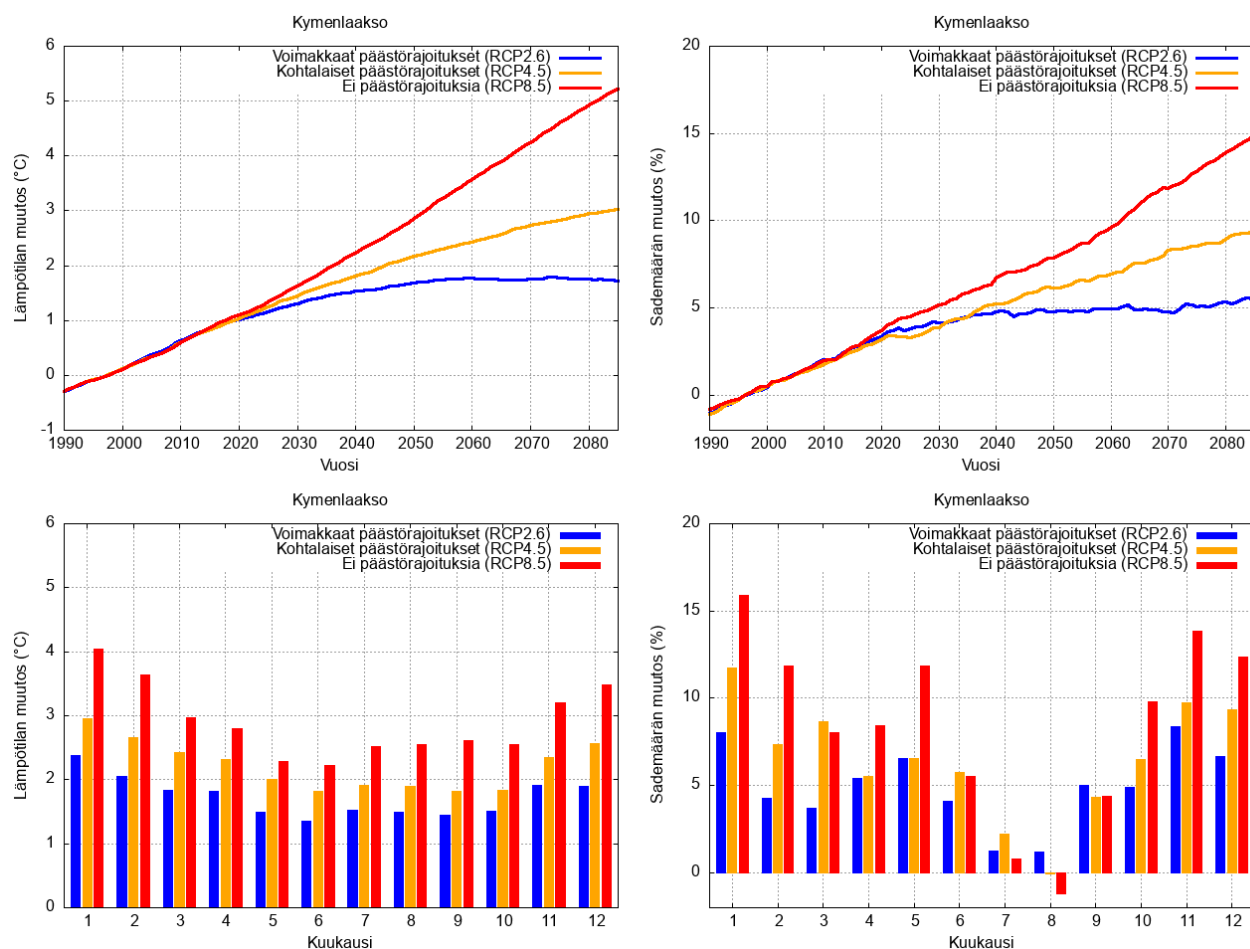 Kymenlaakso
Voimakkaat päästörajoitukset (RCP2.6)
Kohtalaiset päästörajoitukset (RCP4.5)
Ei päästörajoituksia (RCP8.5)
Lämpötilan muutos (°C)
6
5
4
3
2
1
0
-1
1990 2000 2010 2020 2030 2040 2050 2060 2070 2080
Vuosi
Kymenlaakso
Voimakkaat päästörajoitukset (RCP2.6)
Kohtalaiset päästörajoitukset (RCP4.5)
Ei päästörajoituksia (RCP8.5)
Sademäärän muutos (%)
20
15
10
5
0
1990 2000 2010 2020 2030 2040 2050 2060 2070 2080
Vuosi
Kymenlaakso
Voimakkaat päästörajoitukset (RCP2.6)
Kohtalaiset päästörajoitukset (RCP4.5)
Ei päästörajoituksia (RCP8.5)
Lämpötilan muutos (°C)
6
5
4
3
2
1
0
1 2 3 4 5 6 7 8 9 10 11 12
Kuukausi
Kymenlaakso
Voimakkaat päästörajoitukset (RCP2.6)
Kohtalaiset päästörajoitukset (RCP4.5)
Ei päästörajoituksia (RCP8.5)
Sademäärän muutos (%)
20
15
10
5
0
1 2 3 4 5 6 7 8 9 10 11 12
Kuukausi